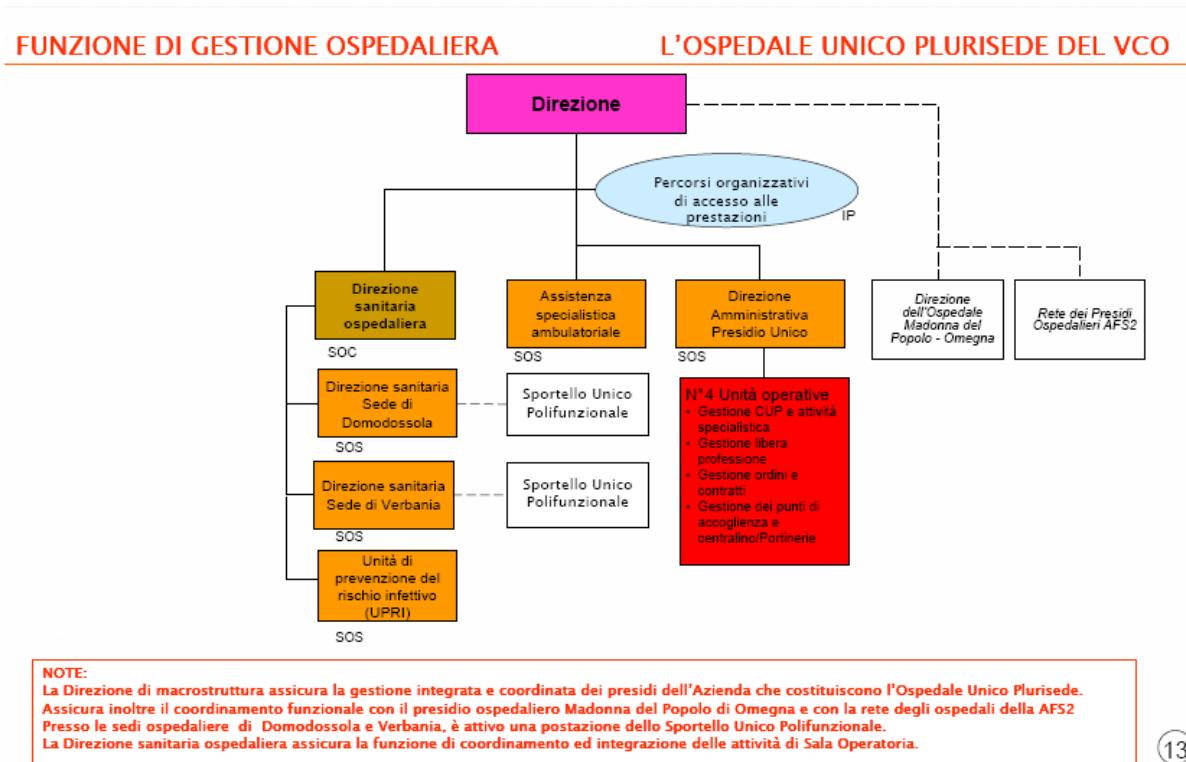 FUNZIONE DI GESTIONE OSPEDALIERA
L'OSPEDALE UNICO PLURISEDE DEL VCO
Direzione
Percorsi organizzativi
di accesso alle
prestazioni
IP
Direzione
sanitaria
ospedaliera
SOC
Assistenza
specialistica
ambulatoriale
SOS
Direzione
Amministrativa
Presidio Unico
SOS
Direzione
dell'Ospedale
Madonna del
Popolo - Omegna
Rete dei Presidi
Ospedalieri AFS2
Direzione sanitaria
Sede di
Domodossola
SOS
Sportello Unico
Polifunzionale
N°4 Unità operative
• Gestione CUP e attività
specialistica
• Gestione libera
professione
• Gestione ordini e
contratti
• Gestione dei punti di
accoglienza e
centralino/Portinerie
Direzione sanitaria
Sede di Verbania
SOS
Sportello Unico
Polifunzionale
Unità di
prevenzione del
rischio infettivo
(UPRI)
SOS
NOTE:
La Direzione di macrostruttura assicura la gestione integrata e coordinata dei presidi dell'Azienda che costituiscono l'Ospedale Unico Plurisede.
Assicura inoltre il coordinamento funzionale con il presidio ospedaliero Madonna del Popolo di Omegna e con la rete degli ospedali della AFS2
Presso le sedi ospedaliere di Domodossola e Verbania, è attivo una postazione dello Sportello Unico Polifunzionale.
La Direzione sanitaria ospedaliera assicura la funzione di coordinamento ed integrazione delle attività di Sala Operatoria.
13